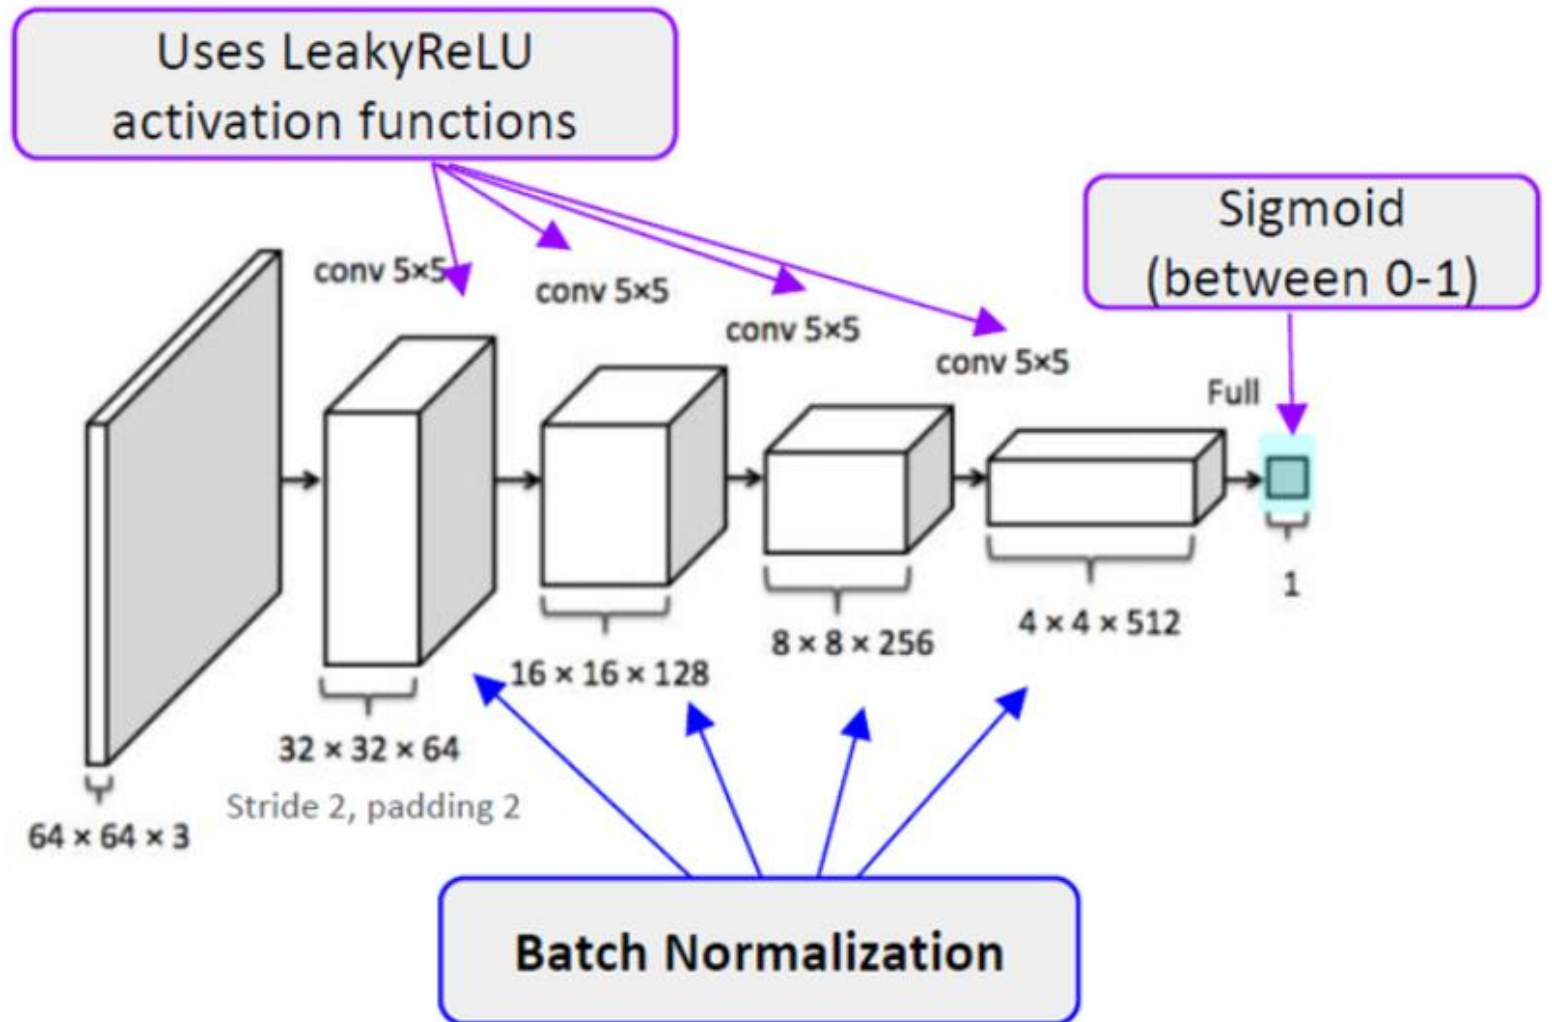 Uses LeakyReLU
activation functions
Sigmoid
(between 0-1)
conv 5×5
conv 5×5
conv 5×5
conv 5×5
Full
64 × 64 × 3
32 × 32 × 64
Stride 2, padding 2
16 × 16 × 128
8 × 8 × 256
4 × 4 × 512
1
Batch Normalization